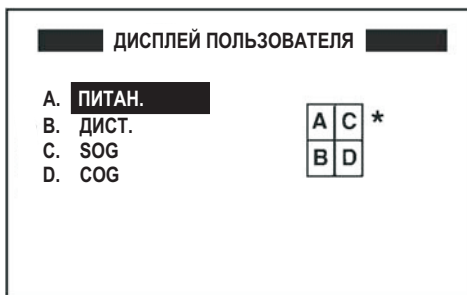 ДИСПЛЕЙ ПОЛЬЗОВАТЕЛЯ
A. ПИТАН.
B. ДИСТ.
C. SOG
D. COG
A C *
B D